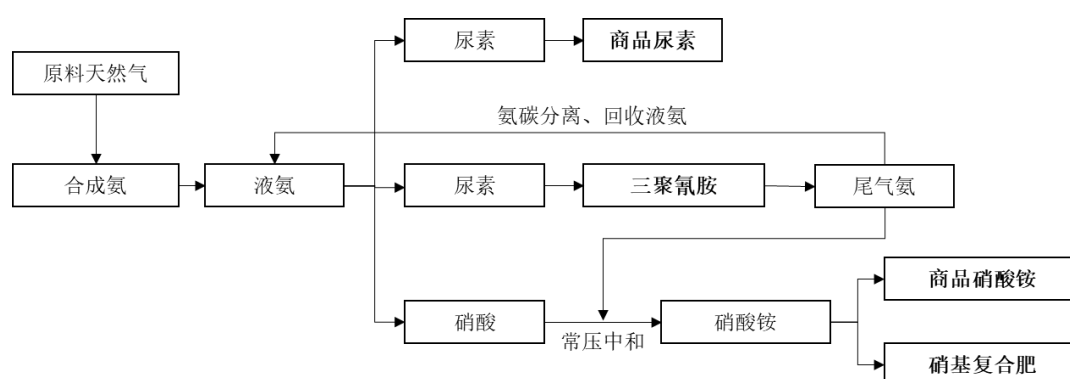 尿素
商品尿素
原料天然气
氨碳分离、回收液氨
合成氨
液氨
尿素
三聚氰胺
尾气氨
商品硝酸铵
硝酸
常压中和
硝酸铵
硝基复合肥